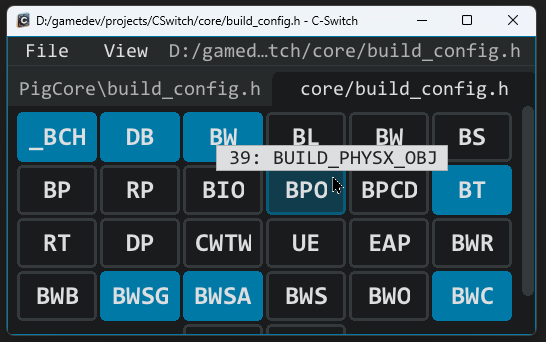 D:/gamedev/projects/CSwitch/core/build_config.h - C-Switch
File View D:/gamed…tch/core/build_config.h
PigCore\build_config.h core/build_config.h
_BCH DB BW BL BW BS
39: BUILD_PHYSX_OBJ
BP RP BIO BPO BPCD BT
RT DP CWTW UE EAP BWR
BWB BWSG BWSA BWS BWO BWC